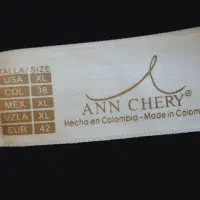 TALLA/ SIZE
USA XL
COL 38
MEX XL
VZLA XL
EUR 42
ANN CHERY®
Hecho en Colombia - Made in Colom